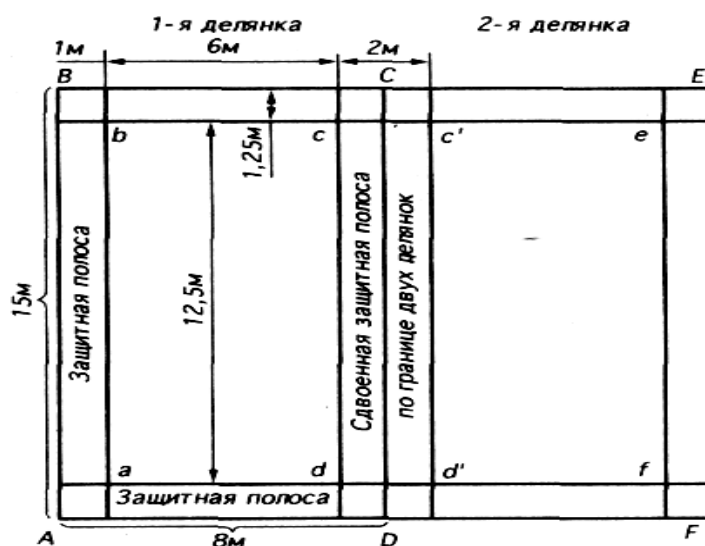 1-я делянка
2-я делянка
1м
6м
2м
B
C
E
b
c
c'
e
1,25м
15м
Защитная полоса
12,5м
Сдвоенная защитная полоса
по границе двух делянок
a
d
d'
f
Защитная полоса
A
8м
D
F